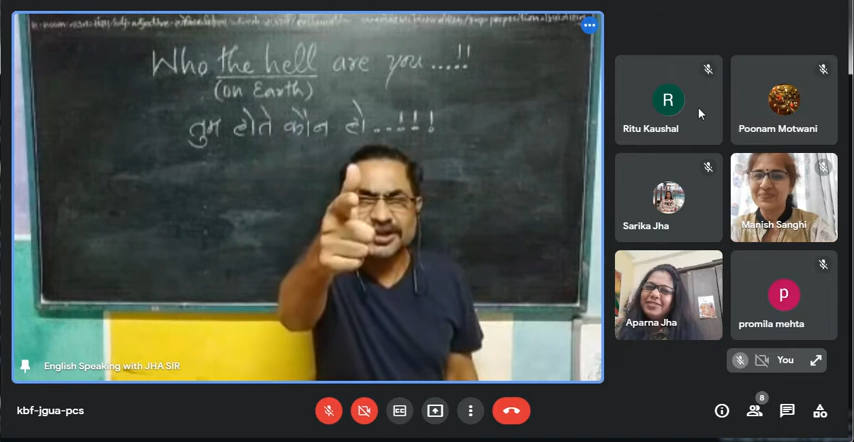 Who the hell are you.....!!
(on Earth)
तुम होते कौन हो...!!!
English Speaking with JHA SIR
R
Ritu Kaushal
Poonam Motwani
Sarika Jha
Manish Sanghi
Aparna Jha
p
promila mehta
You
kbf-jgua-pcs
CC
8